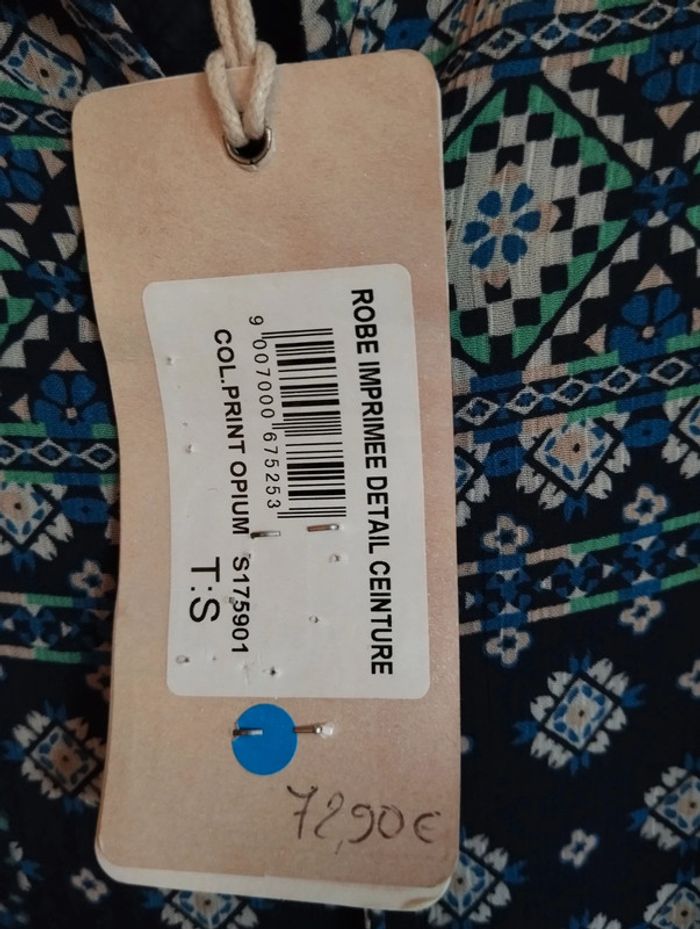 ROBE IMPRIMEE DETAIL CEINTURE
9 007000 675253
COL.PRINT OPIUM S175901
T:S
72,90€